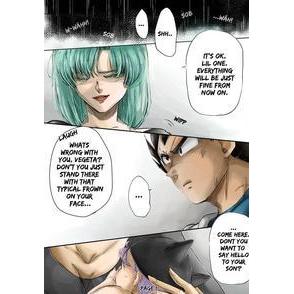 W-WAHH!
SOB
...
SHH..
SOB
...WAH!
IT'S OK,
LIL ONE.
EVERYTHING
WILL BE JUST
FINE FROM
NOW ON.
LAUGH
WHATS
WRONG WITH
YOU, VEGETA?
DON'T YOU JUST
STAND THERE
WITH THAT
TYPICAL FROWN
ON YOUR
FACE...
...
...
COME HERE.
DONT YOU
WANT TO
SAY HELLO
TO YOUR
SON?
PAGE